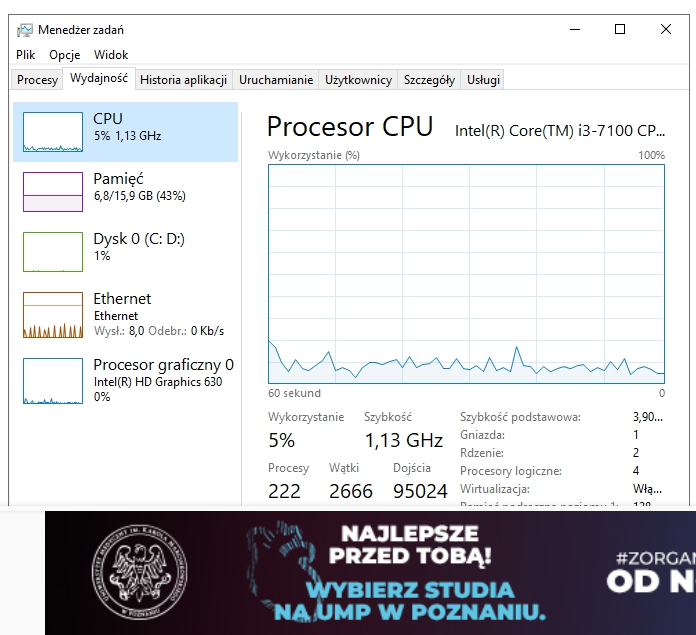 Menedżer zadań
Plik Opcje Widok
Procesy Wydajność Historia aplikacji Uruchamianie Użytkownicy Szczegóły Usługi
CPU
5% 1,13 GHz
Pamięć
6,8/15,9 GB (43%)
Dysk 0 (C: D:)
1%
Ethernet
Ethernet
Wysł.: 8,0 Odebr.: 0 Kb/s
Procesor graficzny 0
Intel(R) HD Graphics 630
0%
Procesor CPU Intel(R) Core(TM) i3-7100 CP...
Wykorzystanie (%) 100%
60 sekund 0
Wykorzystanie Szybkość
5% 1,13 GHz
Procesy Wątki Dojścia
222 2666 95024
Szybkość podstawowa: 3,90...
Gniazda: 1
Rdzenie: 2
Procesory logiczne: 4
Wirtualizacja: Włą...
Pamięć podręczna poziomu 1: 128
NAJLEPSZE
PRZED TOBĄ!
WYBIERZ STUDIA
NA UMP W POZNANIU.
#ZORGAN
OD N